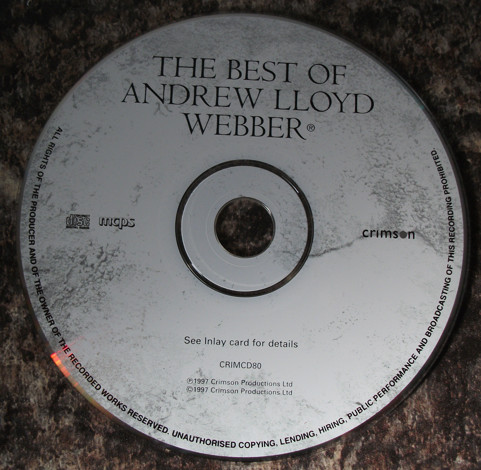 THE BEST OF
ANDREW LLOYD
WEBBER®
mcps
crimson
See Inlay card for details
CRIMCD80
℗1997 Crimson Productions Ltd
©1997 Crimson Productions Ltd
ALL RIGHTS OF THE PRODUCER AND OF THE OWNER OF THE RECORDED WORKS RESERVED. UNAUTHORISED COPYING, LENDING, HIRING, PUBLIC PERFORMANCE AND BROADCASTING OF THIS RECORDING PROHIBITED.